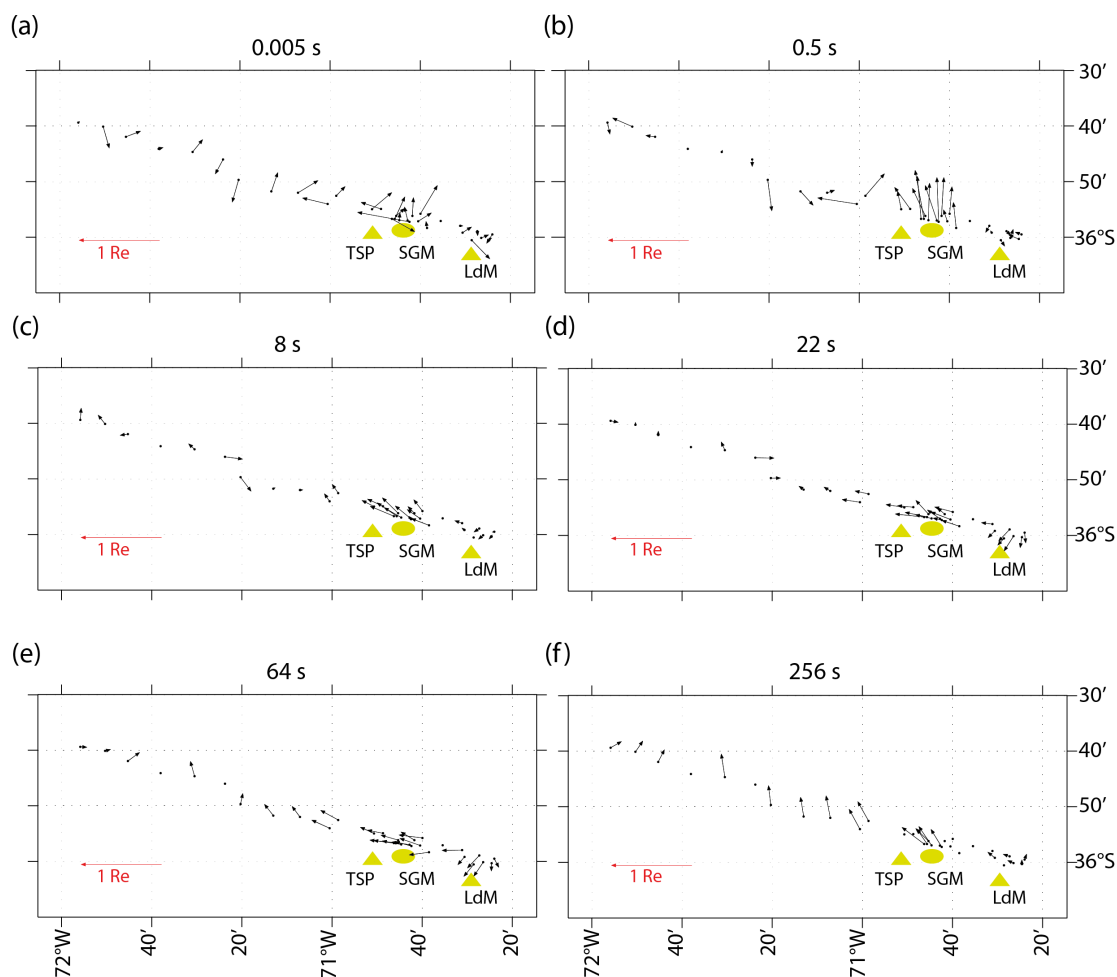 (a)
(b)
0.005 s
0.5 s
30′
40′
50′
36°S
1 Re
TSP
SGM
LdM
1 Re
TSP
SGM
LdM
(c)
(d)
8 s
22 s
30′
40′
50′
36°S
1 Re
TSP
SGM
LdM
1 Re
TSP
SGM
LdM
(e)
(f)
64 s
256 s
30′
40′
50′
36°S
1 Re
TSP
SGM
LdM
1 Re
TSP
SGM
LdM
72°W
40′
20′
71°W
40′
20′
72°W
40′
20′
71°W
40′
20′